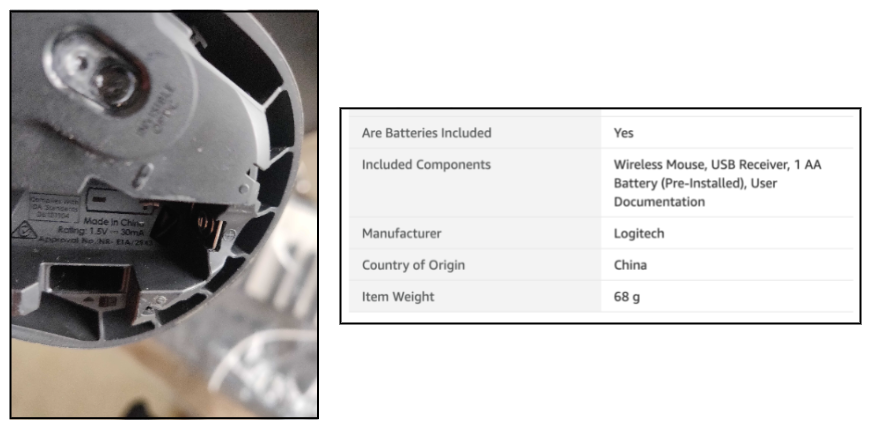 INVISIBLE
OPTIC
Complies With
IDA Standards
Made in China
Rating: 1.5V 30mA
Approval No. NR- E1A/
Are Batteries Included Yes
Included Components Wireless Mouse, USB Receiver, 1 AA
Battery (Pre-Installed), User
Documentation
Manufacturer Logitech
Country of Origin China
Item Weight 68 g